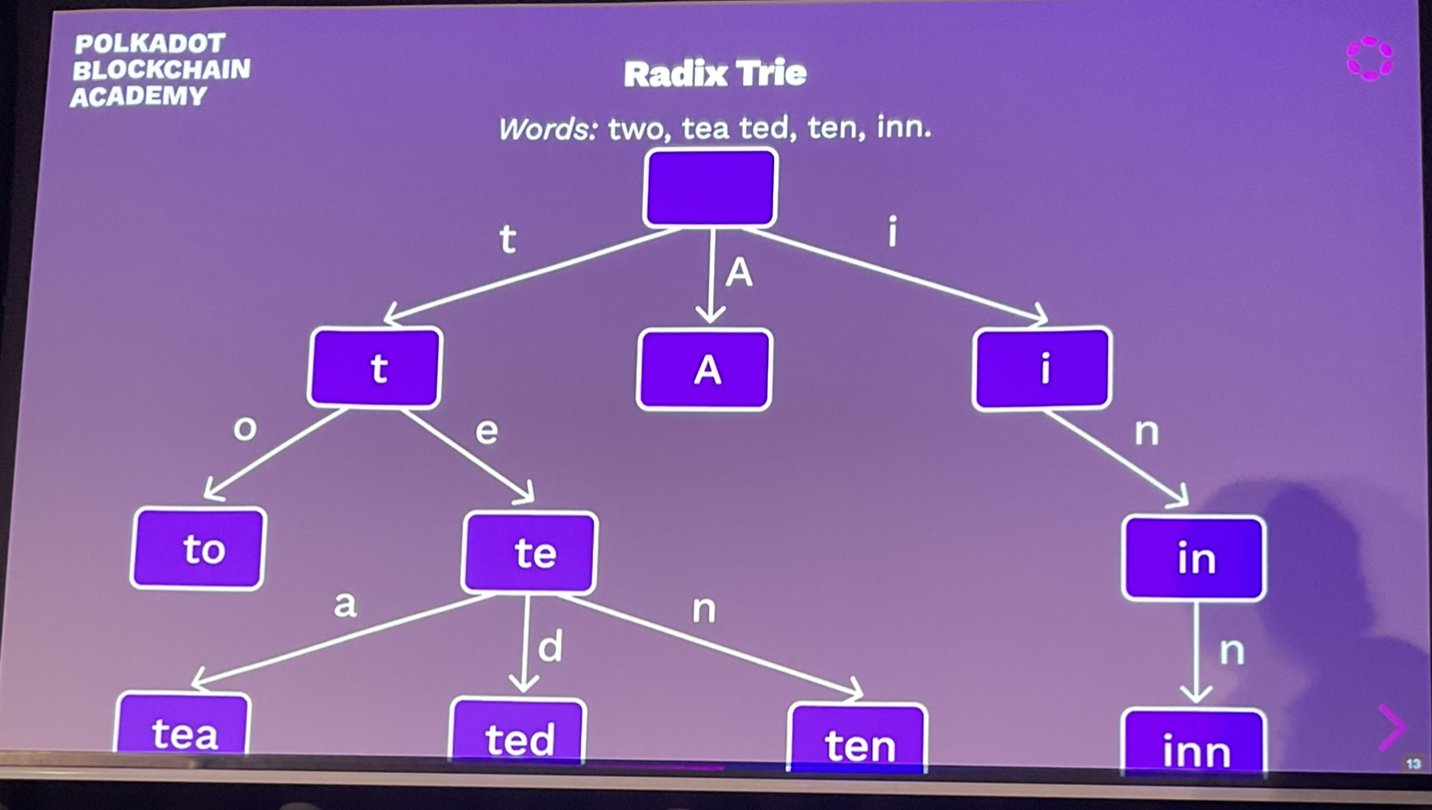 POLKADOT
BLOCKCHAIN
ACADEMY
Radix Trie
Words: two, tea ted, ten, inn.
t
A
i
t
A
i
o
e
n
to
te
in
a
d
n
n
tea
ted
ten
inn
13